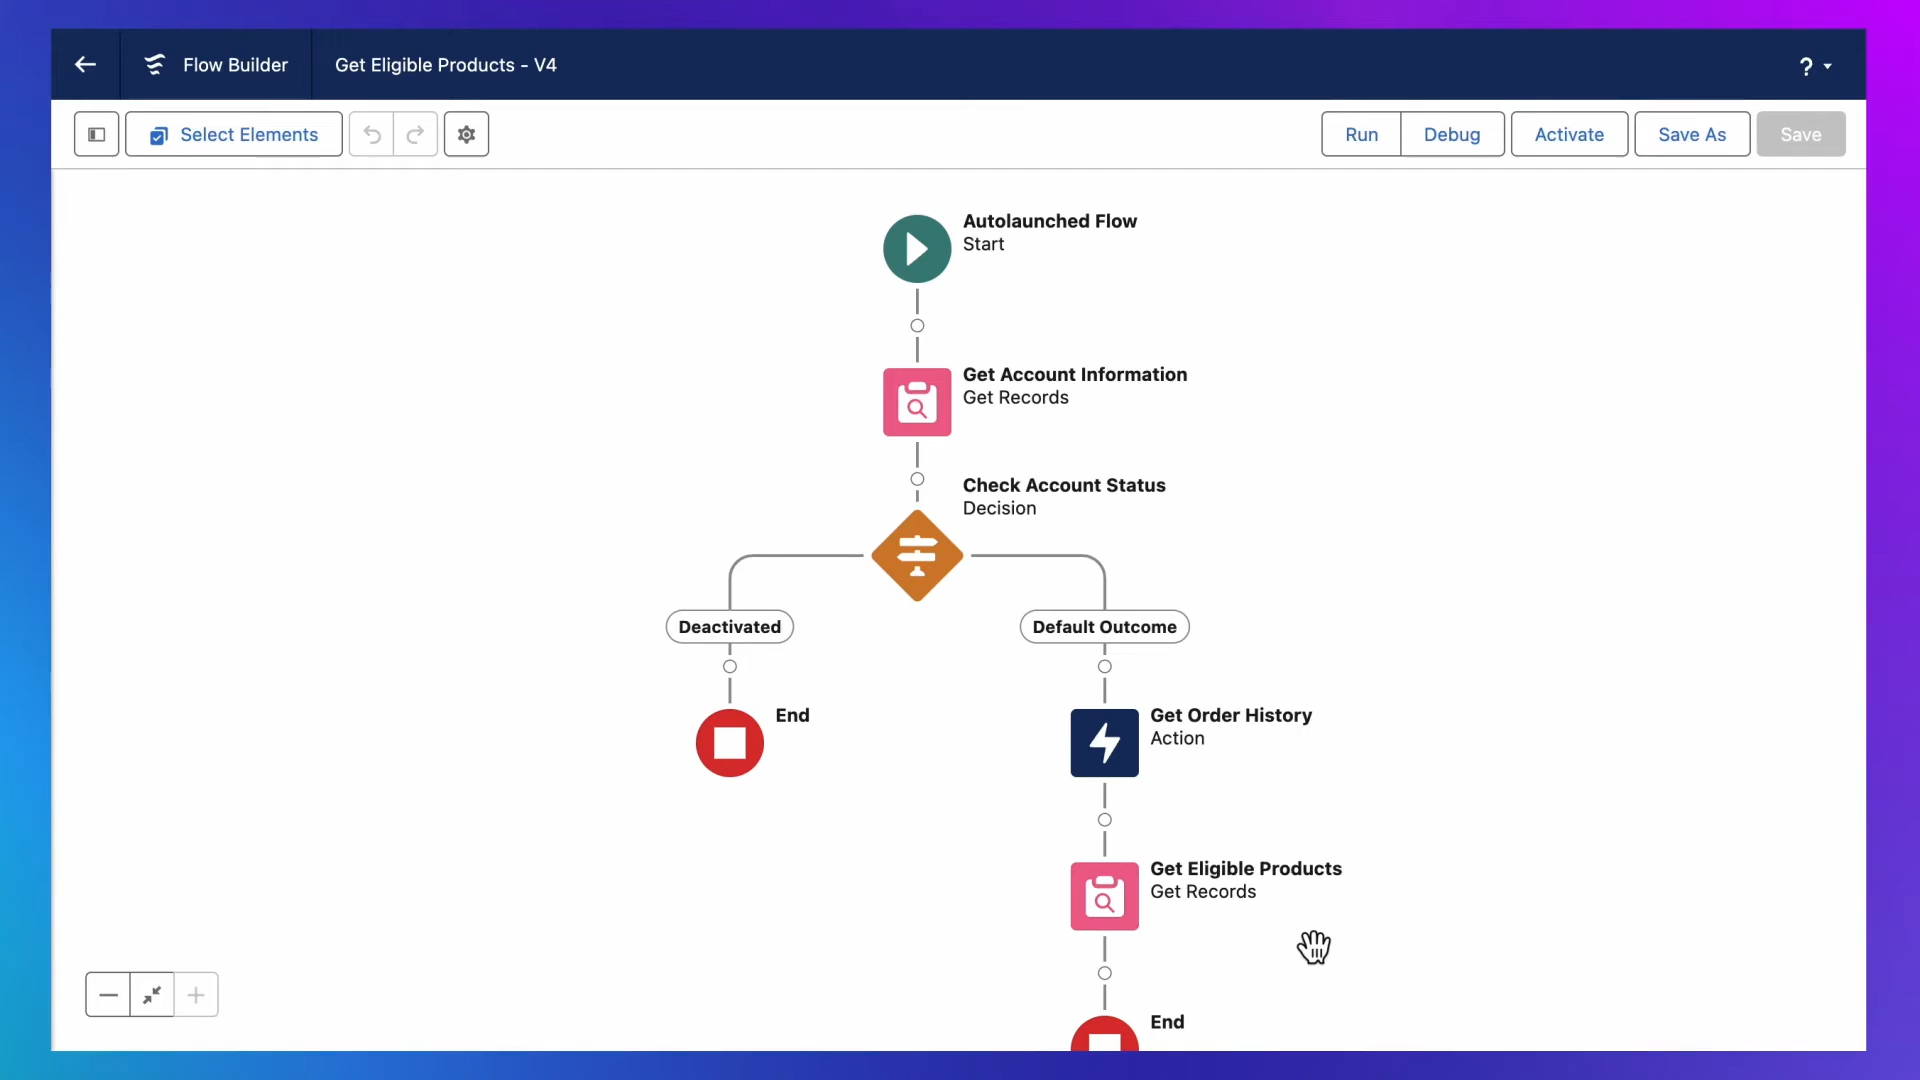 Flow Builder
Get Eligible Products - V4
?
Select Elements
Run
Debug
Activate
Save As
Save
Autolaunched Flow
Start
Get Account Information
Get Records
Check Account Status
Decision
Deactivated
Default Outcome
End
Get Order History
Action
Get Eligible Products
Get Records
End